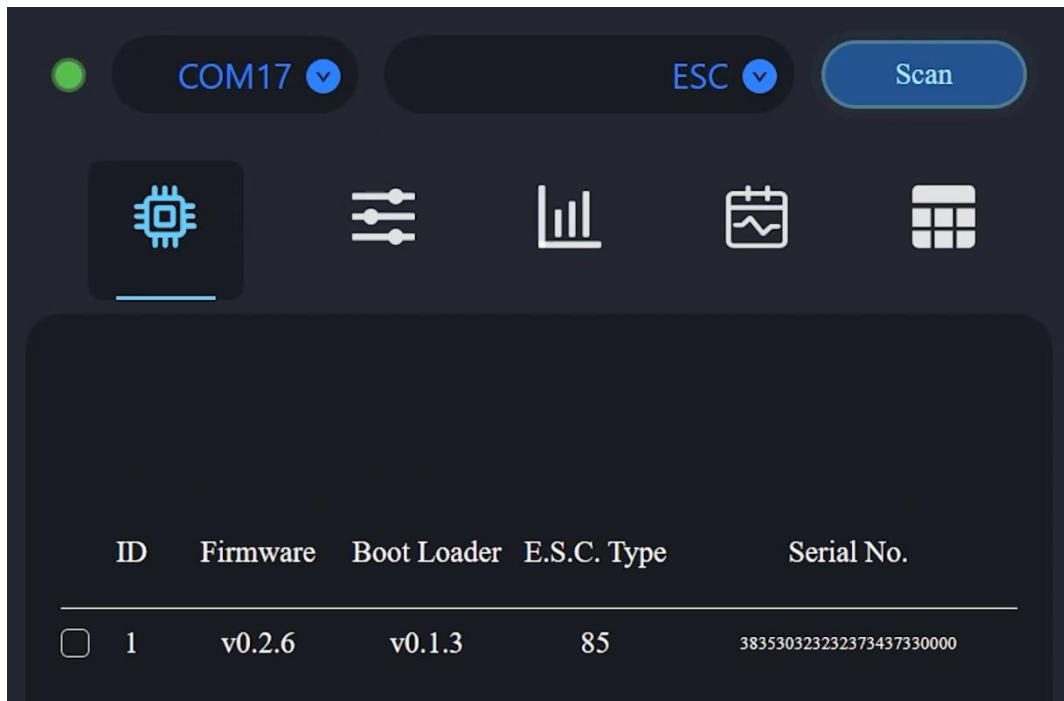 COM17 ESC Scan
ID Firmware Boot Loader E.S.C. Type Serial No.
1 v0.2.6 v0.1.3 85 383530323232373437330000